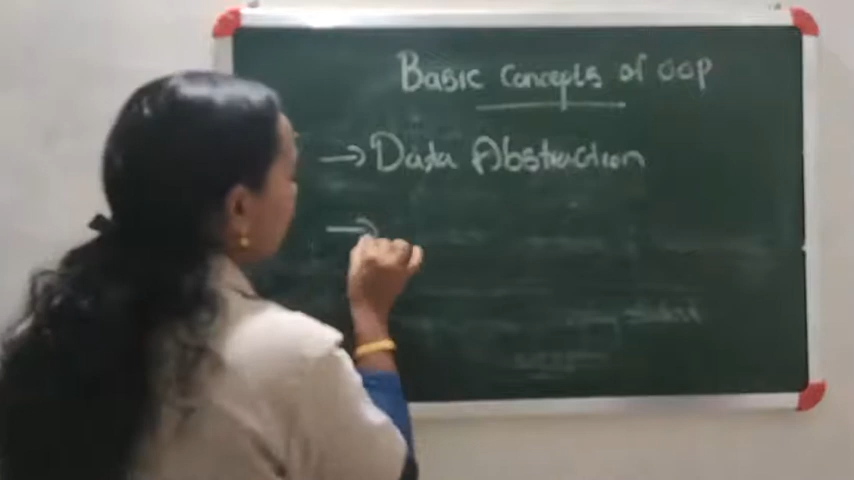 Basic Concepts of OOP
→ Data Abstraction
→